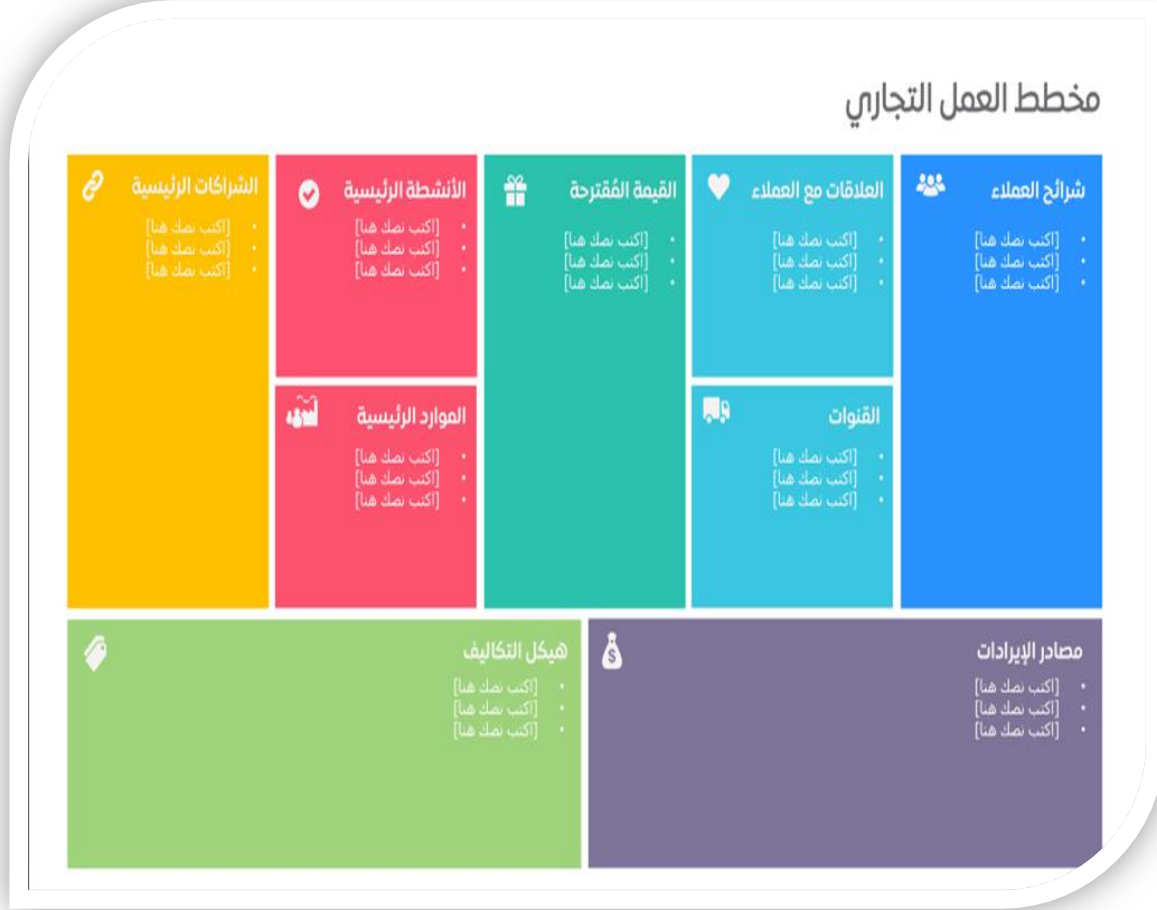 مخطط العمل التجاري
شرائح العملاء
• [اكتب نصك هنا]
• [اكتب نصك هنا]
• [اكتب نصك هنا]
العلاقات مع العملاء
• [اكتب نصك هنا]
• [اكتب نصك هنا]
• [اكتب نصك هنا]
القنوات
• [اكتب نصك هنا]
• [اكتب نصك هنا]
• [اكتب نصك هنا]
القيمة المُقترحة
• [اكتب نصك هنا]
• [اكتب نصك هنا]
• [اكتب نصك هنا]
الأنشطة الرئيسية
• [اكتب نصك هنا]
• [اكتب نصك هنا]
• [اكتب نصك هنا]
الموارد الرئيسية
• [اكتب نصك هنا]
• [اكتب نصك هنا]
• [اكتب نصك هنا]
الشراكات الرئيسية
• [اكتب نصك هنا]
• [اكتب نصك هنا]
• [اكتب نصك هنا]
مصادر الإيرادات
• [اكتب نصك هنا]
• [اكتب نصك هنا]
• [اكتب نصك هنا]
$
هيكل التكاليف
• [اكتب نصك هنا]
• [اكتب نصك هنا]
• [اكتب نصك هنا]